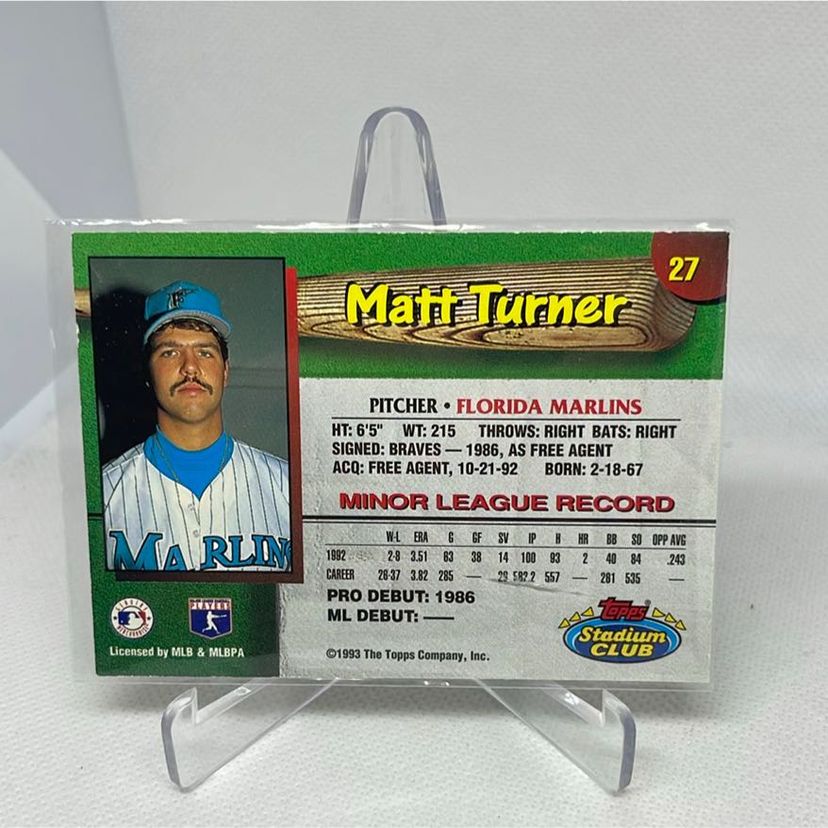 27
Matt Turner
PITCHER • FLORIDA MARLINS
HT: 6'5" WT: 215 THROWS: RIGHT BATS: RIGHT
SIGNED: BRAVES — 1986, AS FREE AGENT
ACQ: FREE AGENT, 10-21-92 BORN: 2-18-67
MINOR LEAGUE RECORD
W-L ERA G GF SV IP H HR BB SO OPP AVG
1992 2-8 3.51 63 38 14 100 93 2 40 84 .243
CAREER 28-37 3.82 285 — 582.2 557 — 281 535 —
PRO DEBUT: 1986
ML DEBUT: —
©1993 The Topps Company, Inc.
MARLIN
PLAYERS
Licensed by MLB & MLBPA
Topps
Stadium
CLUB